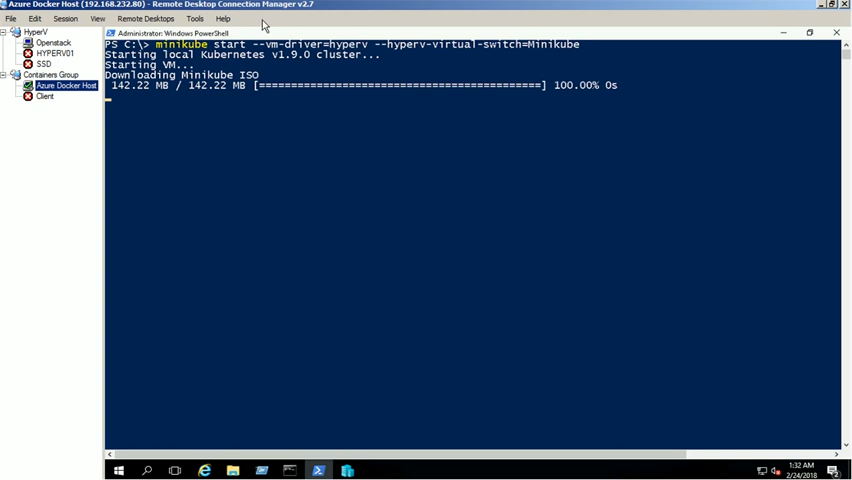 Azure Docker Host (192.168.232.80) - Remote Desktop Connection Manager v2.7
File Edit Session View Remote Desktops Tools Help
HyperV
Openstack
HYPERV01
SSD
Containers Group
Azure Docker Host
Client
Administrator: Windows PowerShell
PS C:\> minikube start --vm-driver=hyperv --hyperv-virtual-switch=Minikube
Starting local Kubernetes v1.9.0 cluster...
Starting VM...
Downloading Minikube ISO
142.22 MB / 142.22 MB [============================================] 100.00% 0s
1:32 AM
2/24/2018
2